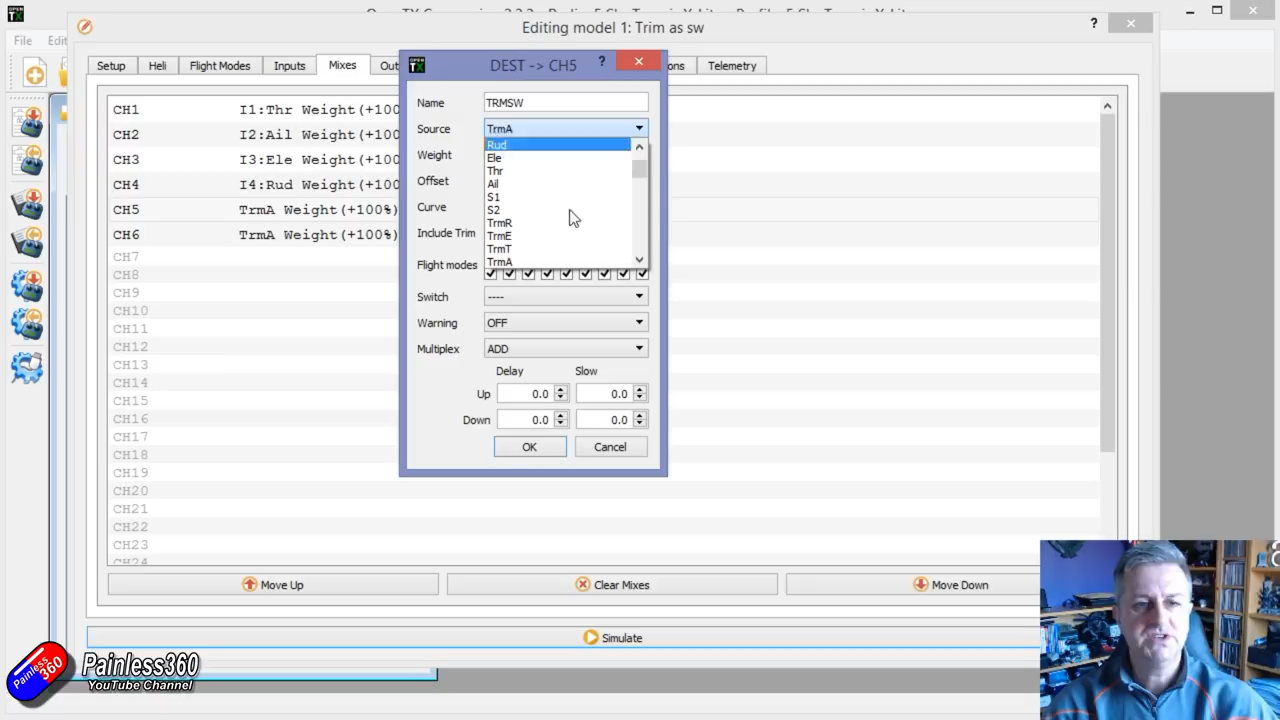 Editing model 1: Trim as sw
?
File Edi
Setup Heli Flight Modes Inputs Mixes Out ons Telemetry
DEST -> CH5 ?
CH1 I1:Thr Weight(+100
CH2 I2:Ail Weight(+100
CH3 I3:Ele Weight(+100
CH4 I4:Rud Weight(+100
CH5 TrmA Weight(+100%)
CH6 TrmA Weight(+100%)
CH7
CH8
CH9
CH10
CH11
CH12
CH13
CH14
CH15
CH16
CH17
CH18
CH19
CH20
CH21
CH22
CH23
CH24
Name TRMSW
Source TrmA
Weight
Offset
Curve
Include Trim
Flight modes
Rud
Ele
Thr
Ail
S1
S2
TrmR
TrmE
TrmT
TrmA
Switch ----
Warning OFF
Multiplex ADD
Delay Slow
Up 0.0 0.0
Down 0.0 0.0
OK Cancel
Move Up Clear Mixes Move Down
Simulate
Painless360
Painless360
YouTube Channel